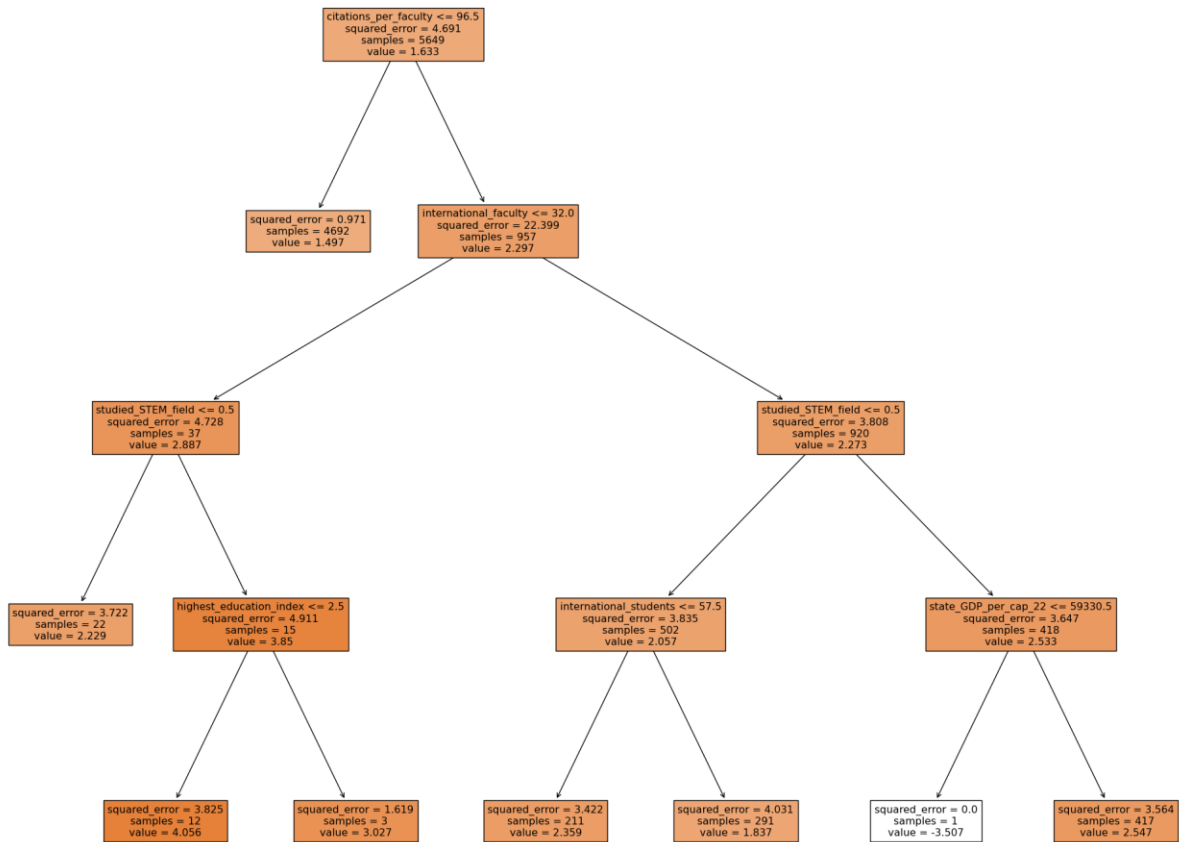 citations_per_faculty <= 96.5
squared_error = 4.691
samples = 5649
value = 1.633
squared_error = 0.971
samples = 4692
value = 1.497
international_faculty <= 32.0
squared_error = 22.399
samples = 957
value = 2.297
studied_STEM_field <= 0.5
squared_error = 4.728
samples = 37
value = 2.887
studied_STEM_field <= 0.5
squared_error = 3.808
samples = 920
value = 2.273
squared_error = 3.722
samples = 22
value = 2.229
highest_education_index <= 2.5
squared_error = 4.911
samples = 15
value = 3.85
international_students <= 57.5
squared_error = 3.835
samples = 502
value = 2.057
state_GDP_per_cap_22 <= 59330.5
squared_error = 3.647
samples = 418
value = 2.533
squared_error = 3.825
samples = 12
value = 4.056
squared_error = 1.619
samples = 3
value = 3.027
squared_error = 3.422
samples = 211
value = 2.359
squared_error = 4.031
samples = 291
value = 1.837
squared_error = 0.0
samples = 1
value = -3.507
squared_error = 3.564
samples = 417
value = 2.547